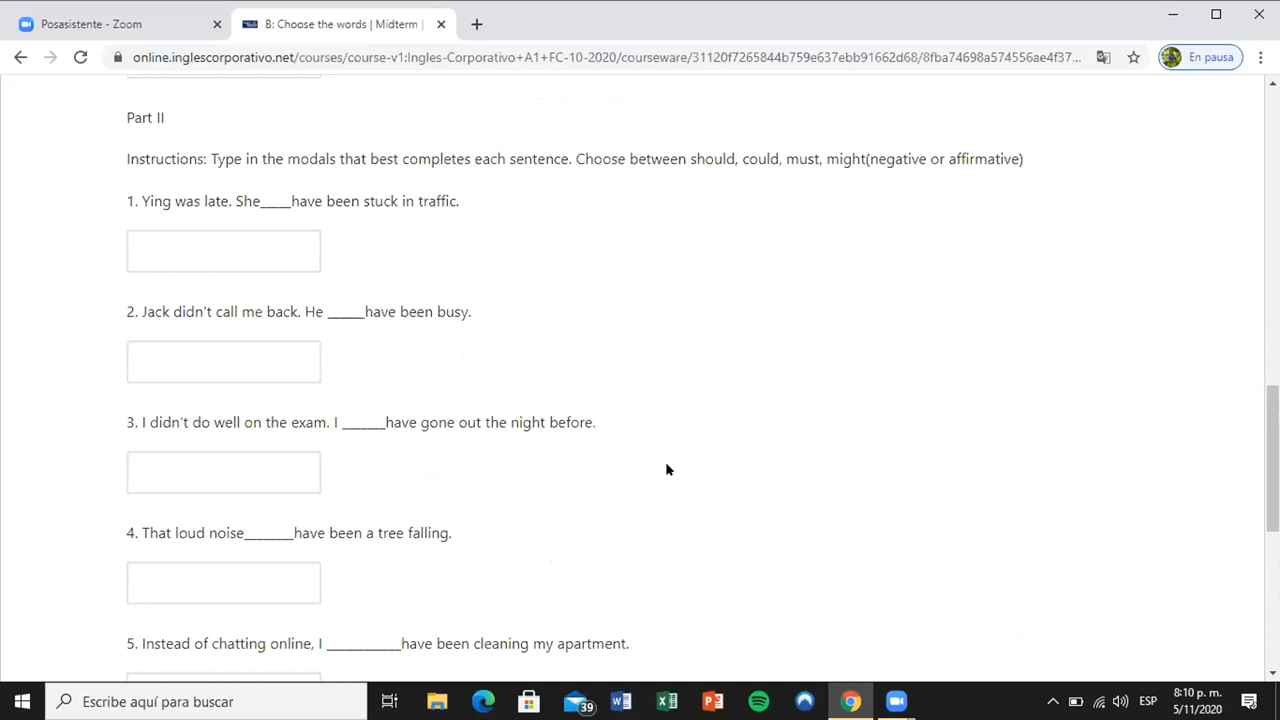 Posasistente - Zoom
B: Choose the words | Midterm |
online.inglescorporativo.net/courses/course-v1:Ingles-Corporativo+A1+FC-10-2020/courseware/31120f7265844b759e637ebb91662d68/8fba74698a574556ae4f37...
En pausa
Part II
Instructions: Type in the modals that best completes each sentence. Choose between should, could, must, might(negative or affirmative)
1. Ying was late. She_____have been stuck in traffic.
2. Jack didn't call me back. He ______have been busy.
3. I didn't do well on the exam. I _______have gone out the night before.
4. That loud noise________have been a tree falling.
5. Instead of chatting online, I ____________have been cleaning my apartment.
Escribe aquí para buscar
39
ESP
8:10 p. m.
5/11/2020